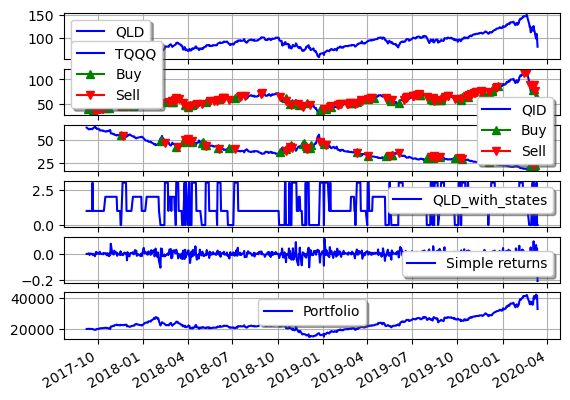 150
100
QLD
TQQQ
Buy
Sell
100
50
QID
Buy
Sell
50
25
2.5
0.0
QLD_with_states
0.0
−0.2
Simple returns
40000
20000
Portfolio
2017-10
2018-01
2018-04
2018-07
2018-10
2019-01
2019-04
2019-07
2019-10
2020-01
2020-04